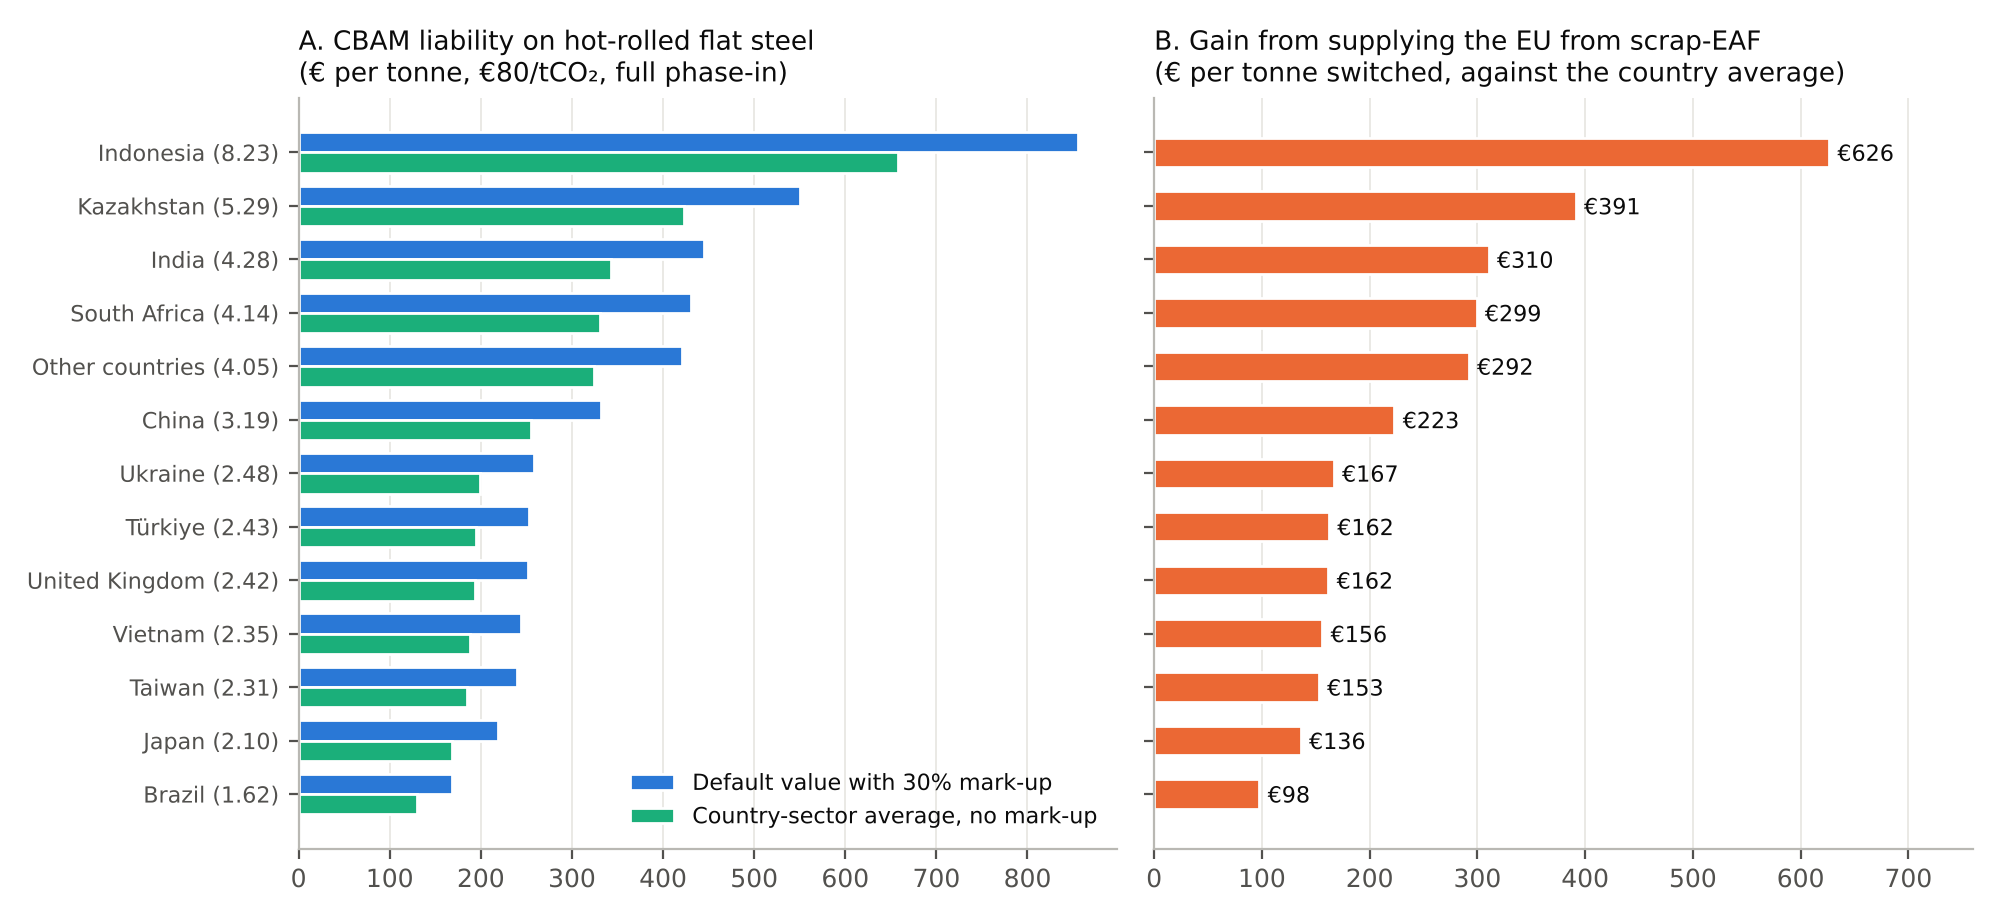 A. CBAM liability on hot-rolled flat steel
(€ per tonne, €80/tCO₂, full phase-in)
Indonesia (8.23)
Kazakhstan (5.29)
India (4.28)
South Africa (4.14)
Other countries (4.05)
China (3.19)
Ukraine (2.48)
Türkiye (2.43)
United Kingdom (2.42)
Vietnam (2.35)
Taiwan (2.31)
Japan (2.10)
Brazil (1.62)
Default value with 30% mark-up
Country-sector average, no mark-up
0 100 200 300 400 500 600 700 800
B. Gain from supplying the EU from scrap-EAF
(€ per tonne switched, against the country average)
€626
€391
€310
€299
€292
€223
€167
€162
€162
€156
€153
€136
€98
0 100 200 300 400 500 600 700